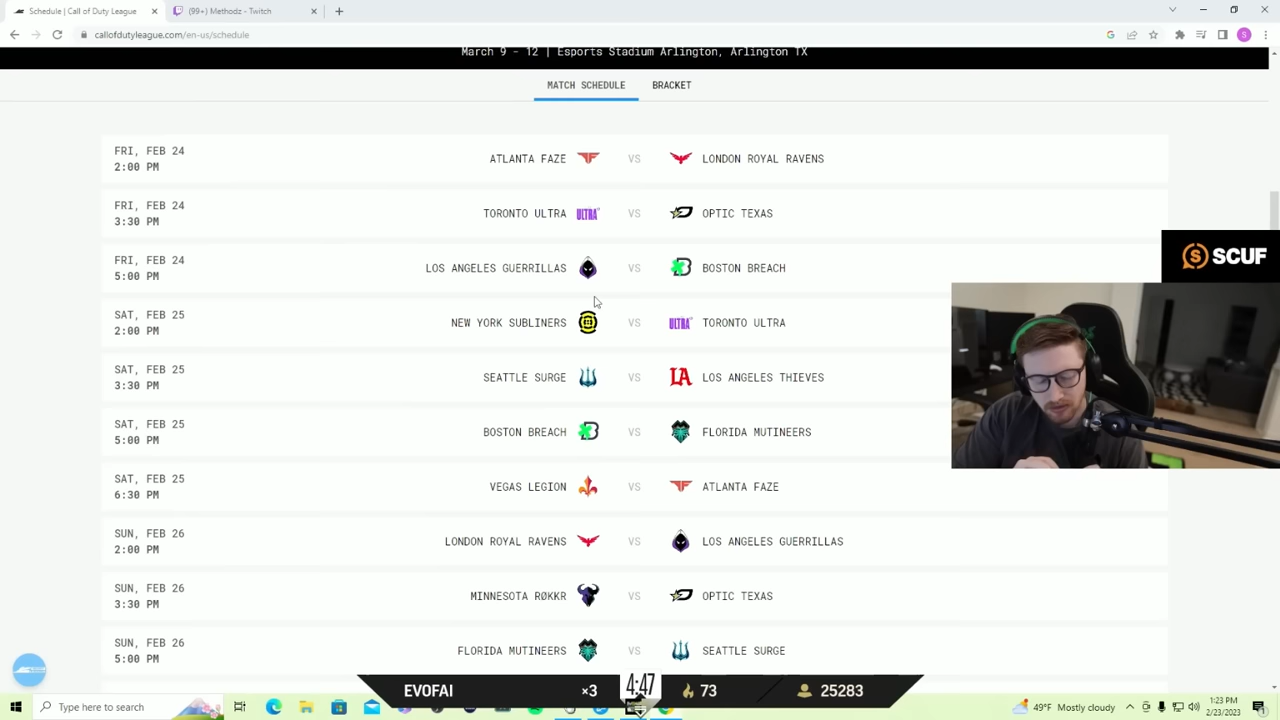 Schedule | Call of Duty League
(99+) Methodz - Twitch
callofdutyleague.com/en-us/schedule
March 9 - 12 | Esports Stadium Arlington, Arlington TX
MATCH SCHEDULE BRACKET
FRI, FEB 24
2:00 PM
ATLANTA FAZE VS LONDON ROYAL RAVENS
FRI, FEB 24
3:30 PM
TORONTO ULTRA ULTRA VS OPTIC TEXAS
FRI, FEB 24
5:00 PM
LOS ANGELES GUERRILLAS VS B BOSTON BREACH
SAT, FEB 25
2:00 PM
NEW YORK SUBLINERS VS ULTRA TORONTO ULTRA
SAT, FEB 25
3:30 PM
SEATTLE SURGE VS LA LOS ANGELES THIEVES
SAT, FEB 25
5:00 PM
BOSTON BREACH B VS FLORIDA MUTINEERS
SAT, FEB 25
6:30 PM
VEGAS LEGION VS ATLANTA FAZE
SUN, FEB 26
2:00 PM
LONDON ROYAL RAVENS VS LOS ANGELES GUERRILLAS
SUN, FEB 26
3:30 PM
MINNESOTA RØKKR VS OPTIC TEXAS
SUN, FEB 26
5:00 PM
FLORIDA MUTINEERS VS SEATTLE SURGE
S SCUF
EVOFAI ×3 4:47 73 25283
Type here to search
49°F Mostly cloudy
1:23 PM
2/23/2023